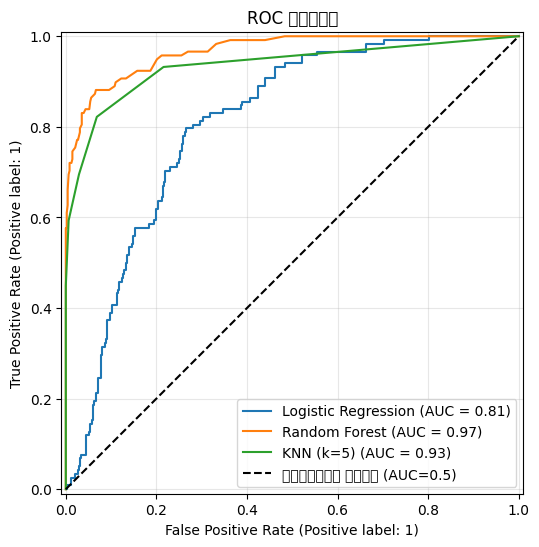 ROC
True Positive Rate (Positive label: 1)
1.0
0.8
0.6
0.4
0.2
0.0
Logistic Regression (AUC = 0.81)
Random Forest (AUC = 0.97)
KNN (k=5) (AUC = 0.93)
(AUC=0.5)
0.0 0.2 0.4 0.6 0.8 1.0
False Positive Rate (Positive label: 1)